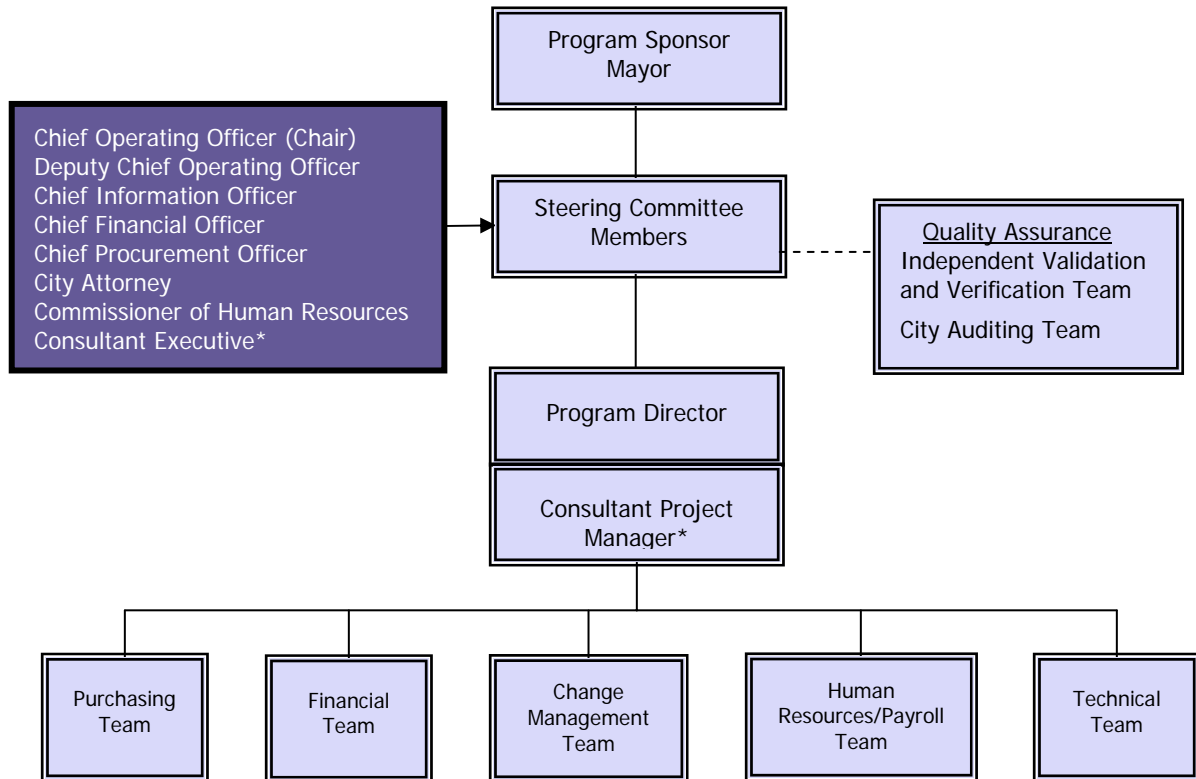 Program Sponsor
Mayor
Chief Operating Officer (Chair)
Deputy Chief Operating Officer
Chief Information Officer
Chief Financial Officer
Chief Procurement Officer
City Attorney
Commissioner of Human Resources
Consultant Executive*
Steering Committee
Members
Quality Assurance
Independent Validation
and Verification Team
City Auditing Team
Program Director
Consultant Project
Manager*
Purchasing
Team
Financial
Team
Change
Management
Team
Human
Resources/Payroll
Team
Technical
Team